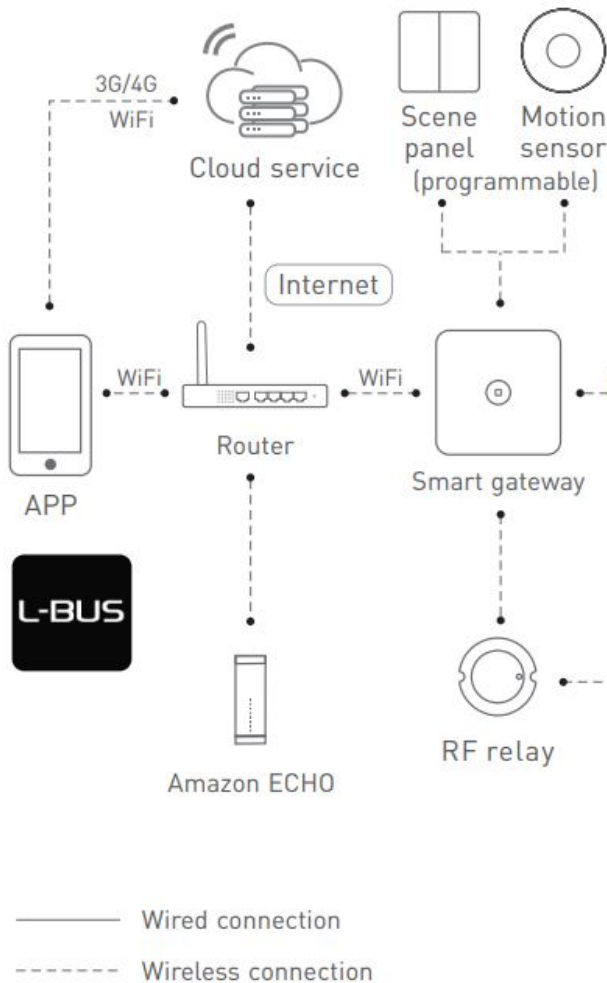 3G/4G
WiFi
Cloud service
Scene
panel
Motion
sensor
(programmable)
Internet
WiFi
WiFi
Router
Smart gateway
APP
L-BUS
RF relay
Amazon ECHO
Wired connection
Wireless connection